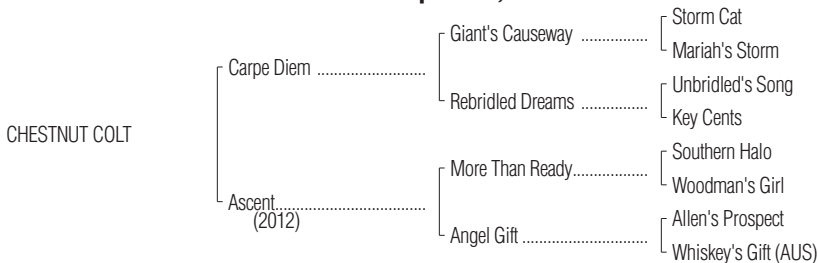 Storm Cat
Giant's Causeway ................
Mariah's Storm
Carpe Diem ..........................
Unbridled's Song
Rebridled Dreams ................
Key Cents
CHESTNUT COLT
Southern Halo
More Than Ready..................
Woodman's Girl
Ascent....................................
(2012)
Allen's Prospect
Angel Gift ..............................
Whiskey's Gift (AUS)